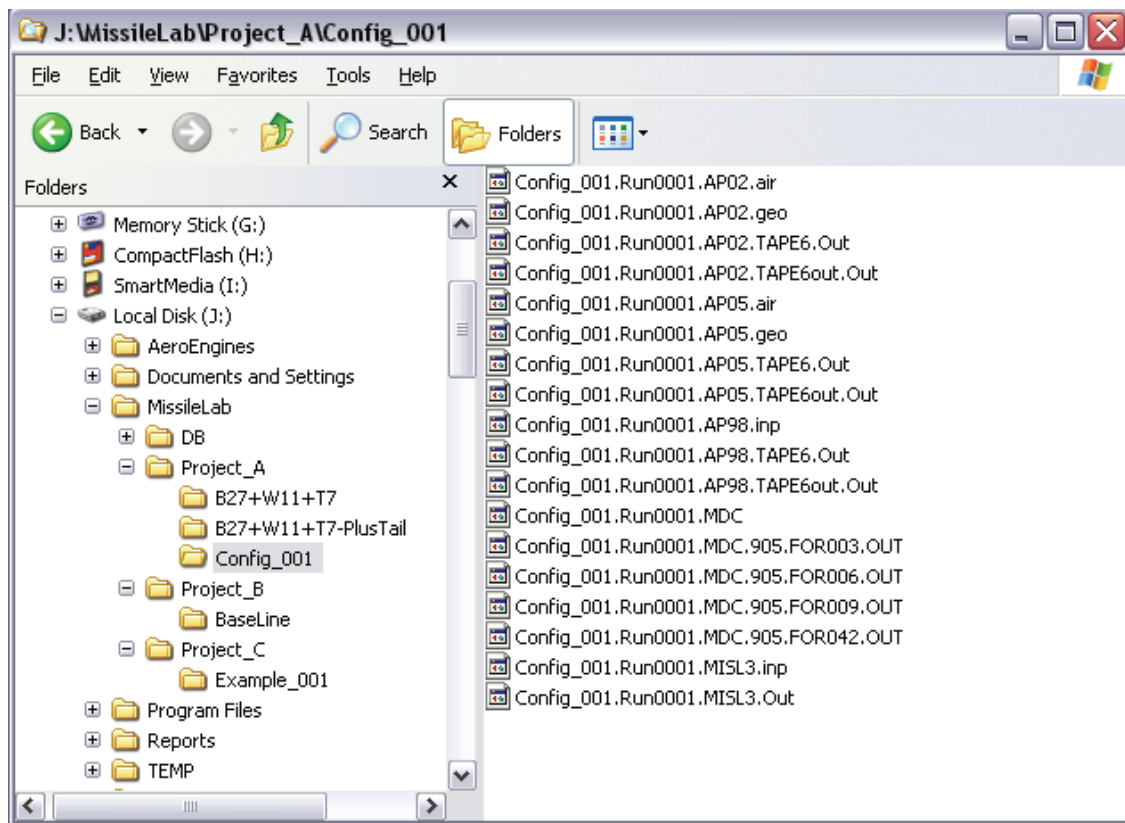 J:\MissileLab\Project_A\Config_001
File Edit View Favorites Tools Help
Back Search Folders
Folders x
Memory Stick (G:)
CompactFlash (H:)
SmartMedia (I:)
Local Disk (J:)
AeroEngines
Documents and Settings
MissileLab
DB
Project_A
B27+W11+T7
B27+W11+T7-PlusTail
Config_001
Project_B
BaseLine
Project_C
Example_001
Program Files
Reports
TEMP
Config_001.Run0001.AP02.air
Config_001.Run0001.AP02.geo
Config_001.Run0001.AP02.TAPE6.Out
Config_001.Run0001.AP02.TAPE6out.Out
Config_001.Run0001.AP05.air
Config_001.Run0001.AP05.geo
Config_001.Run0001.AP05.TAPE6.Out
Config_001.Run0001.AP05.TAPE6out.Out
Config_001.Run0001.AP98.inp
Config_001.Run0001.AP98.TAPE6.Out
Config_001.Run0001.AP98.TAPE6out.Out
Config_001.Run0001.MDC
Config_001.Run0001.MDC.905.FOR003.OUT
Config_001.Run0001.MDC.905.FOR006.OUT
Config_001.Run0001.MDC.905.FOR009.OUT
Config_001.Run0001.MDC.905.FOR042.OUT
Config_001.Run0001.MISL3.inp
Config_001.Run0001.MISL3.Out